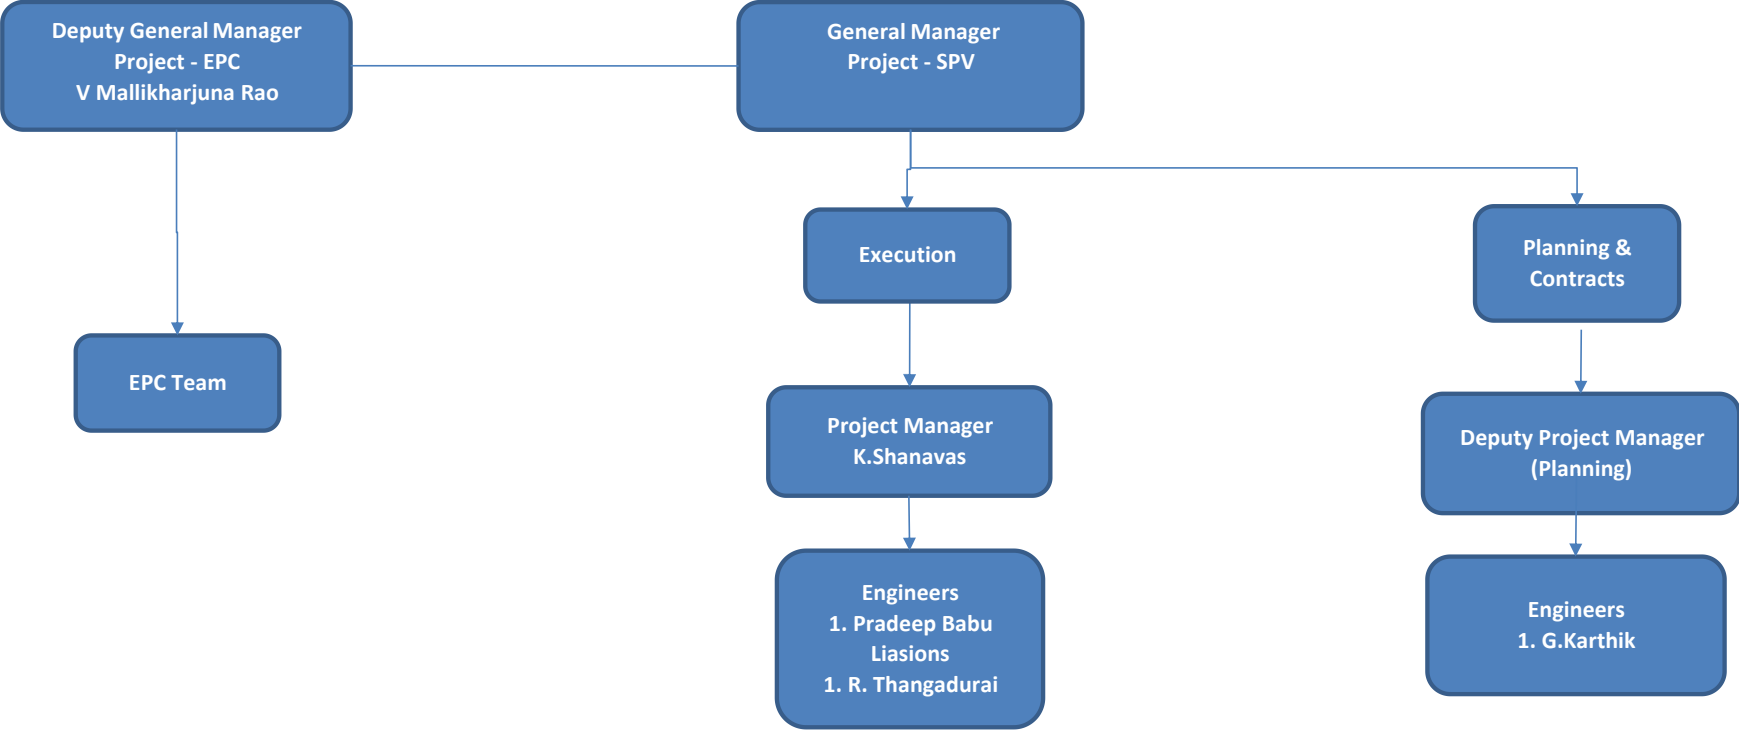 Deputy General Manager
Project - EPC
V Mallikharjuna Rao
General Manager
Project - SPV
Execution
Planning &
Contracts
EPC Team
Project Manager
K.Shanavas
Deputy Project Manager
(Planning)
Engineers
1. Pradeep Babu
Liasions
1. R. Thangadurai
Engineers
1. G.Karthik